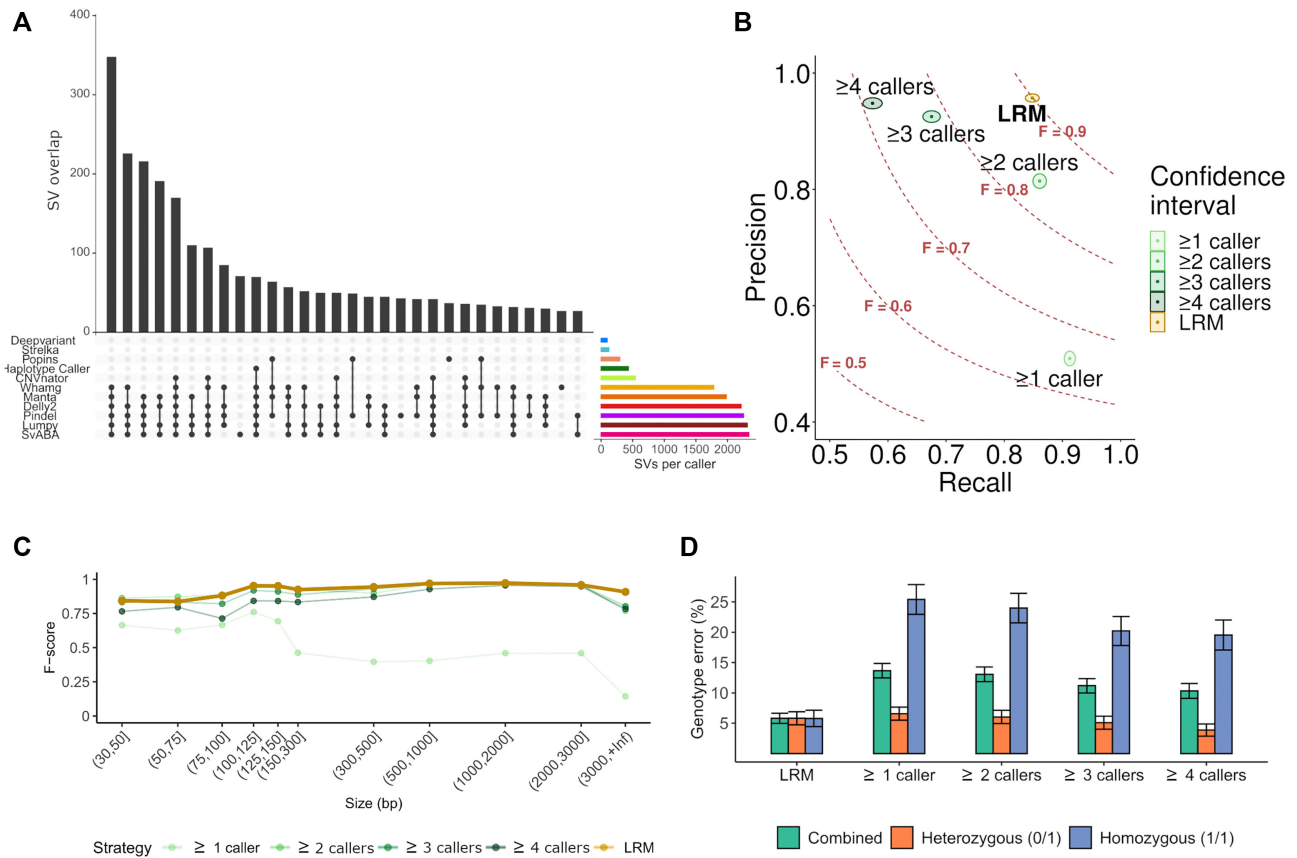 A
400
300
200
100
0
SV overlap
Deepvariant
Strelka
Popins
Haplotype Caller
CNVnator
Whamg
Manta
Delly2
Pindel
Lumpy
SvABA
0 500 1000 1500 2000
SVs per caller
B
1.0
0.8
0.6
0.4
Precision
≥4 callers
≥3 callers
LRM
F = 0.9
≥2 callers
F = 0.8
F = 0.7
F = 0.6
F = 0.5
≥1 caller
0.5 0.6 0.7 0.8 0.9 1.0
Recall
Confidence
interval
≥1 caller
≥2 callers
≥3 callers
≥4 callers
LRM
C
1
0.75
0.5
0.25
0
F−score
(30,50]
(50,75]
(75,100]
(100,125]
(125,150]
(150,300]
(300,500]
(500,1000]
(1000,2000]
(2000,3000]
(3000,+Inf)
Size (bp)
Strategy ≥ 1 caller ≥ 2 callers ≥ 3 callers ≥ 4 callers LRM
D
25
20
15
10
5
Genotype error (%)
LRM ≥ 1 caller ≥ 2 callers ≥ 3 callers ≥ 4 callers
Combined Heterozygous (0/1) Homozygous (1/1)